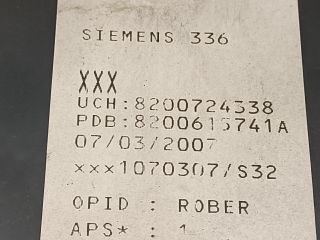 SIEMENS 336
XXX
UCH:8200724338
PDB:8200615741A
07/03/2007
xxx1070307/S32
OPID : ROBER
APS* : 1